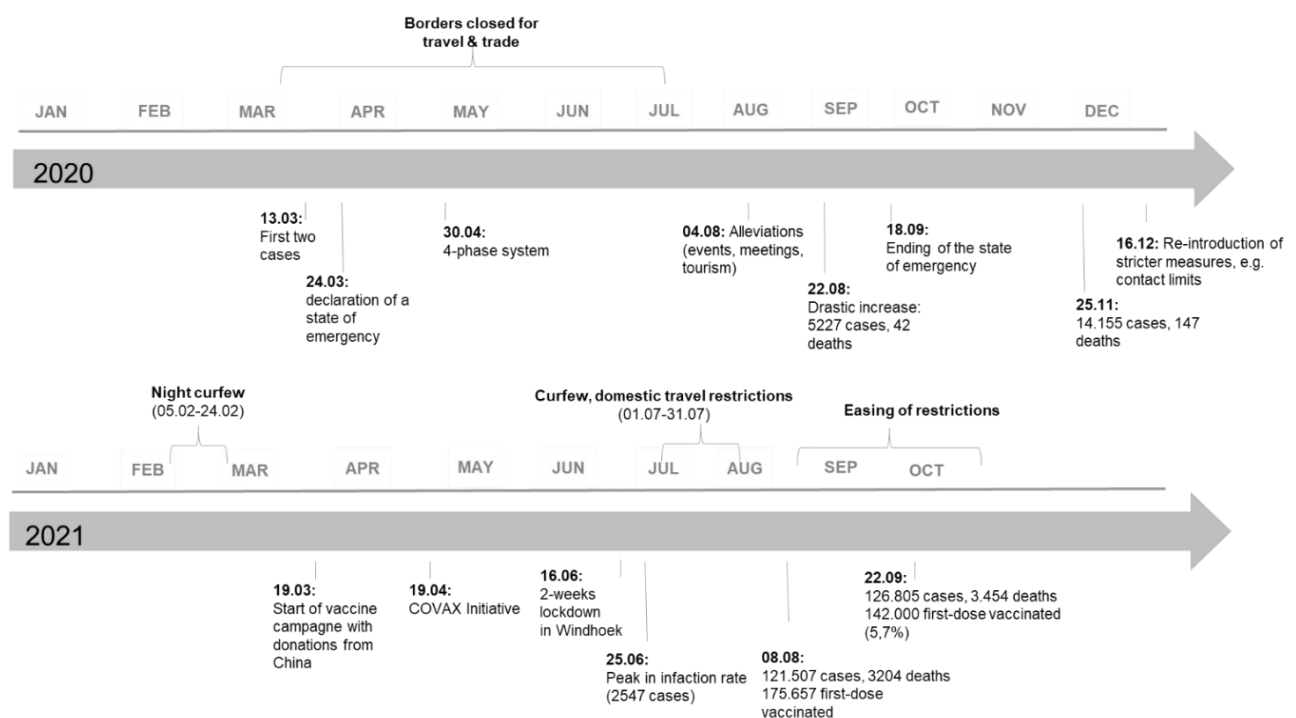 Borders closed for
travel & trade
JAN FEB MAR APR MAY JUN JUL AUG SEP OCT NOV DEC
2020
13.03:
First two
cases
24.03:
declaration of a
state of
emergency
30.04:
4-phase system
04.08: Alleviations
(events, meetings,
tourism)
22.08:
Drastic increase:
5227 cases, 42
deaths
18.09:
Ending of the state
of emergency
25.11:
14.155 cases, 147
deaths
16.12: Re-introduction of
stricter measures, e.g.
contact limits
Night curfew
(05.02-24.02)
Curfew, domestic travel restrictions
(01.07-31.07)
Easing of restrictions
JAN FEB MAR APR MAY JUN JUL AUG SEP OCT
2021
19.03:
Start of vaccine
campagne with
donations from
China
19.04:
COVAX Initiative
16.06:
2-weeks
lockdown
in Windhoek
25.06:
Peak in infaction rate
(2547 cases)
08.08:
121.507 cases, 3204 deaths
175.657 first-dose
vaccinated
22.09:
126.805 cases, 3.454 deaths
142.000 first-dose vaccinated
(5,7%)